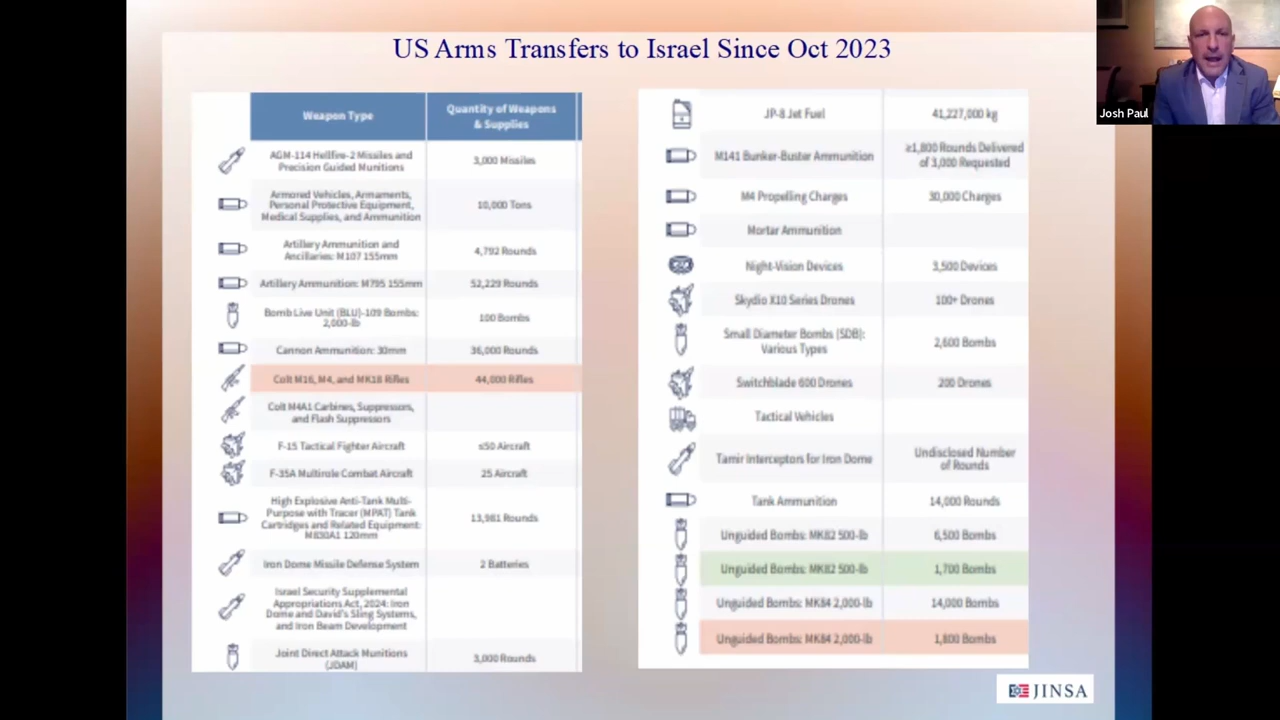 US Arms Transfers to Israel Since Oct 2023
Josh Paul
Weapon Type
Quantity of Weapons
& Supplies
AGM-114 Hellfire-2 Missiles and
Precision Guided Munitions
3,000 Missiles
Armored Vehicles, Armaments,
Personal Protective Equipment,
Medical Supplies, and Ammunition
10,000 Tons
Artillery Ammunition and
Ancillaries: M107 155mm
4,792 Rounds
Artillery Ammunition: M795 155mm
52,229 Rounds
Bomb Live Unit (BLU)-109 Bombs:
2,000-lb
100 Bombs
Cannon Ammunition: 30mm
36,000 Rounds
Colt M16, M4, and MK18 Rifles
44,000 Rifles
Colt M4A1 Carbines, Suppressors,
and Flash Suppressors
F-15 Tactical Fighter Aircraft
≤50 Aircraft
F-35A Multirole Combat Aircraft
25 Aircraft
High Explosive Anti-Tank Multi-
Purpose with Tracer (MPAT) Tank
Cartridges and Related Equipment:
M830A1 120mm
13,981 Rounds
Iron Dome Missile Defense System
2 Batteries
Israel Security Supplemental
Appropriations Act, 2024: Iron
Dome and David's Sling Systems,
and Iron Beam Development
Joint Direct Attack Munitions
(JDAM)
3,000 Rounds
JP-8 Jet Fuel
41,227,000 kg
M141 Bunker-Buster Ammunition
≥1,800 Rounds Delivered
of 3,000 Requested
M4 Propelling Charges
30,000 Charges
Mortar Ammunition
Night-Vision Devices
3,500 Devices
Skydio X10 Series Drones
100+ Drones
Small Diameter Bombs (SDB):
Various Types
2,600 Bombs
Switchblade 600 Drones
200 Drones
Tactical Vehicles
Tamir Interceptors for Iron Dome
Undisclosed Number
of Rounds
Tank Ammunition
14,000 Rounds
Unguided Bombs: MK82 500-lb
6,500 Bombs
Unguided Bombs: MK82 500-lb
1,700 Bombs
Unguided Bombs: MK84 2,000-lb
14,000 Bombs
Unguided Bombs: MK84 2,000-lb
1,800 Bombs
JINSA